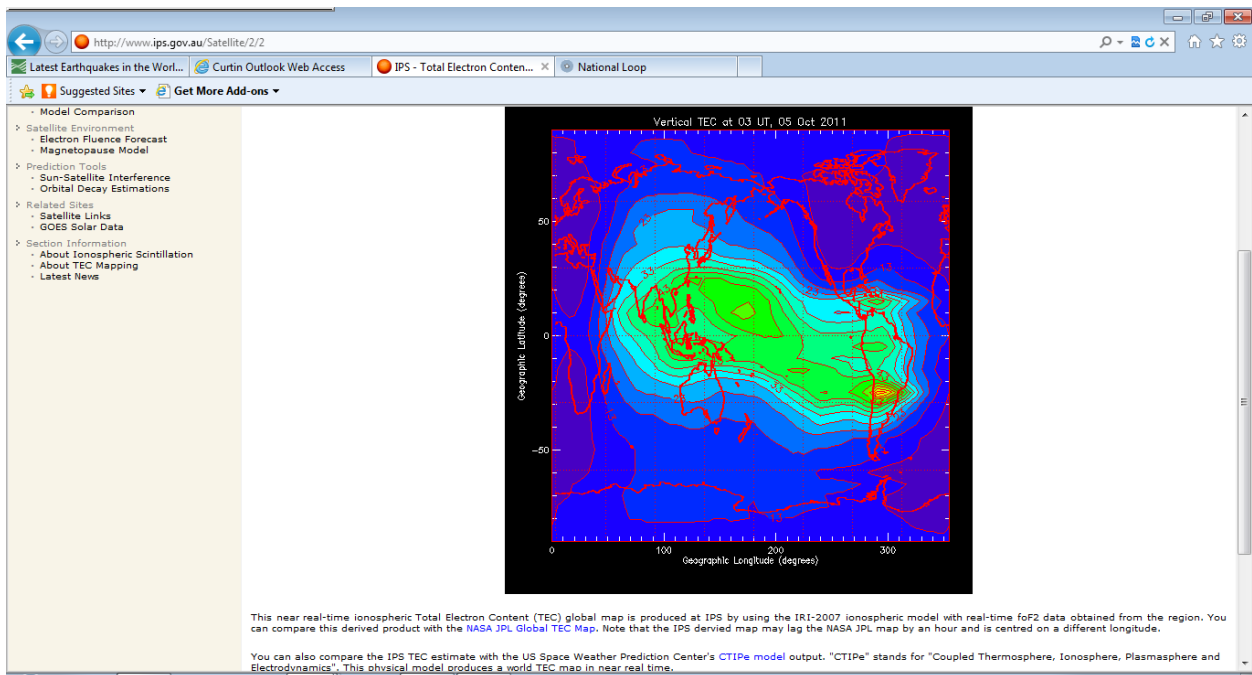 http://www.ips.gov.au/Satellite/2/2
Latest Earthquakes in the Worl...
Curtin Outlook Web Access
IPS - Total Electron Conten...
National Loop
Suggested Sites
Get More Add-ons
Model Comparison
Satellite Environment
Electron Fluence Forecast
Magnetopause Model
Prediction Tools
Sun-Satellite Interference
Orbital Decay Estimations
Related Sites
Satellite Links
GOES Solar Data
Section Information
About Ionospheric Scintillation
About TEC Mapping
Latest News
Vertical TEC at 03 UT, 05 Oct 2011
50
0
-50
Geographic Latitude (degrees)
0
100
200
300
Geographic Longitude (degrees)
This near real-time ionospheric Total Electron Content (TEC) global map is produced at IPS by using the IRI-2007 ionospheric model with real-time foF2 data obtained from the region. You
can compare this derived product with the NASA JPL Global TEC Map. Note that the IPS dervied map may lag the NASA JPL map by an hour and is centred on a different longitude.
You can also compare the IPS TEC estimate with the US Space Weather Prediction Center's CTIPe model output. "CTIPe" stands for "Coupled Thermosphere, Ionosphere, Plasmasphere and
Electrodynamics". This physical model produces a world TEC map in near real time.